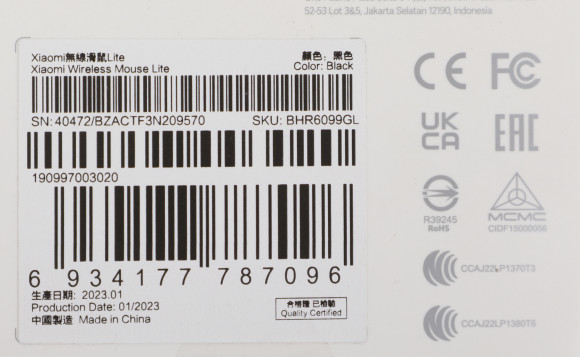 52-53 Lot 3&5, Jakarta Selatan 12190, Indonesia
Xiaomi無線滑鼠Lite
Xiaomi Wireless Mouse Lite
顏色：黑色
Color: Black
SN: 40472/BZACTF3N209570
SKU: BHR6099GL
190997003020
6 934177 787096
生產日期: 2023.01
Production Date: 01/2023
中國製造 Made in China
合格證 已檢驗
Quality Certified
CE FC
UK
CA
EAC
R39245
RoHS
MCMC
CIDF15000056
CCAJ22LP1370T3
CCAJ22LP1380T6